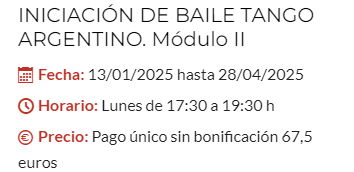 INICIACIÓN DE BAILE TANGO
ARGENTINO. Módulo II
Fecha: 13/01/2025 hasta 28/04/2025
Horario: Lunes de 17:30 a 19:30 h
Precio: Pago único sin bonificación 67,5
euros